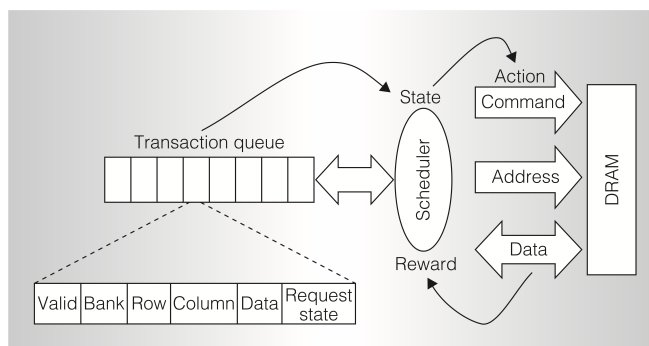 Action
State
Command
Transaction queue
Scheduler
Address
DRAM
Data
Reward
Valid Bank Row Column Data Request state